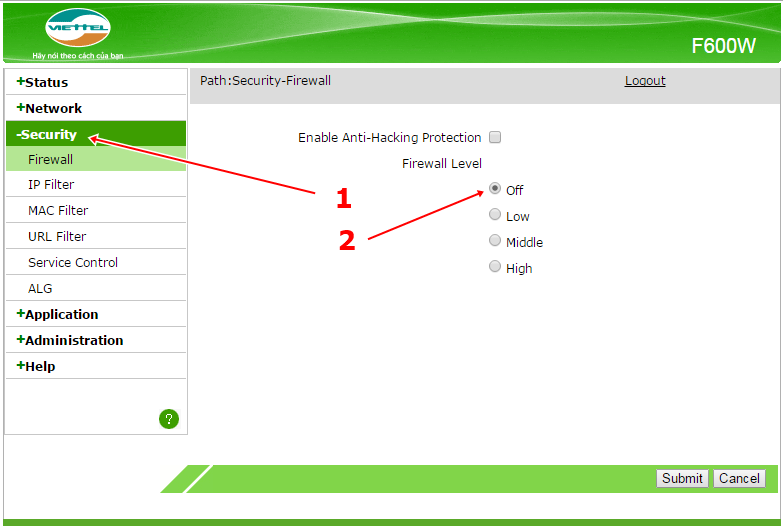 VIETTEL
Hãy nói theo cách của bạn
F600W
+Status
+Network
-Security
Firewall
IP Filter
MAC Filter
URL Filter
Service Control
ALG
+Application
+Administration
+Help
?
Path:Security-Firewall
Logout
Enable Anti-Hacking Protection
Firewall Level
Off
Low
Middle
High
1
2
Submit
Cancel